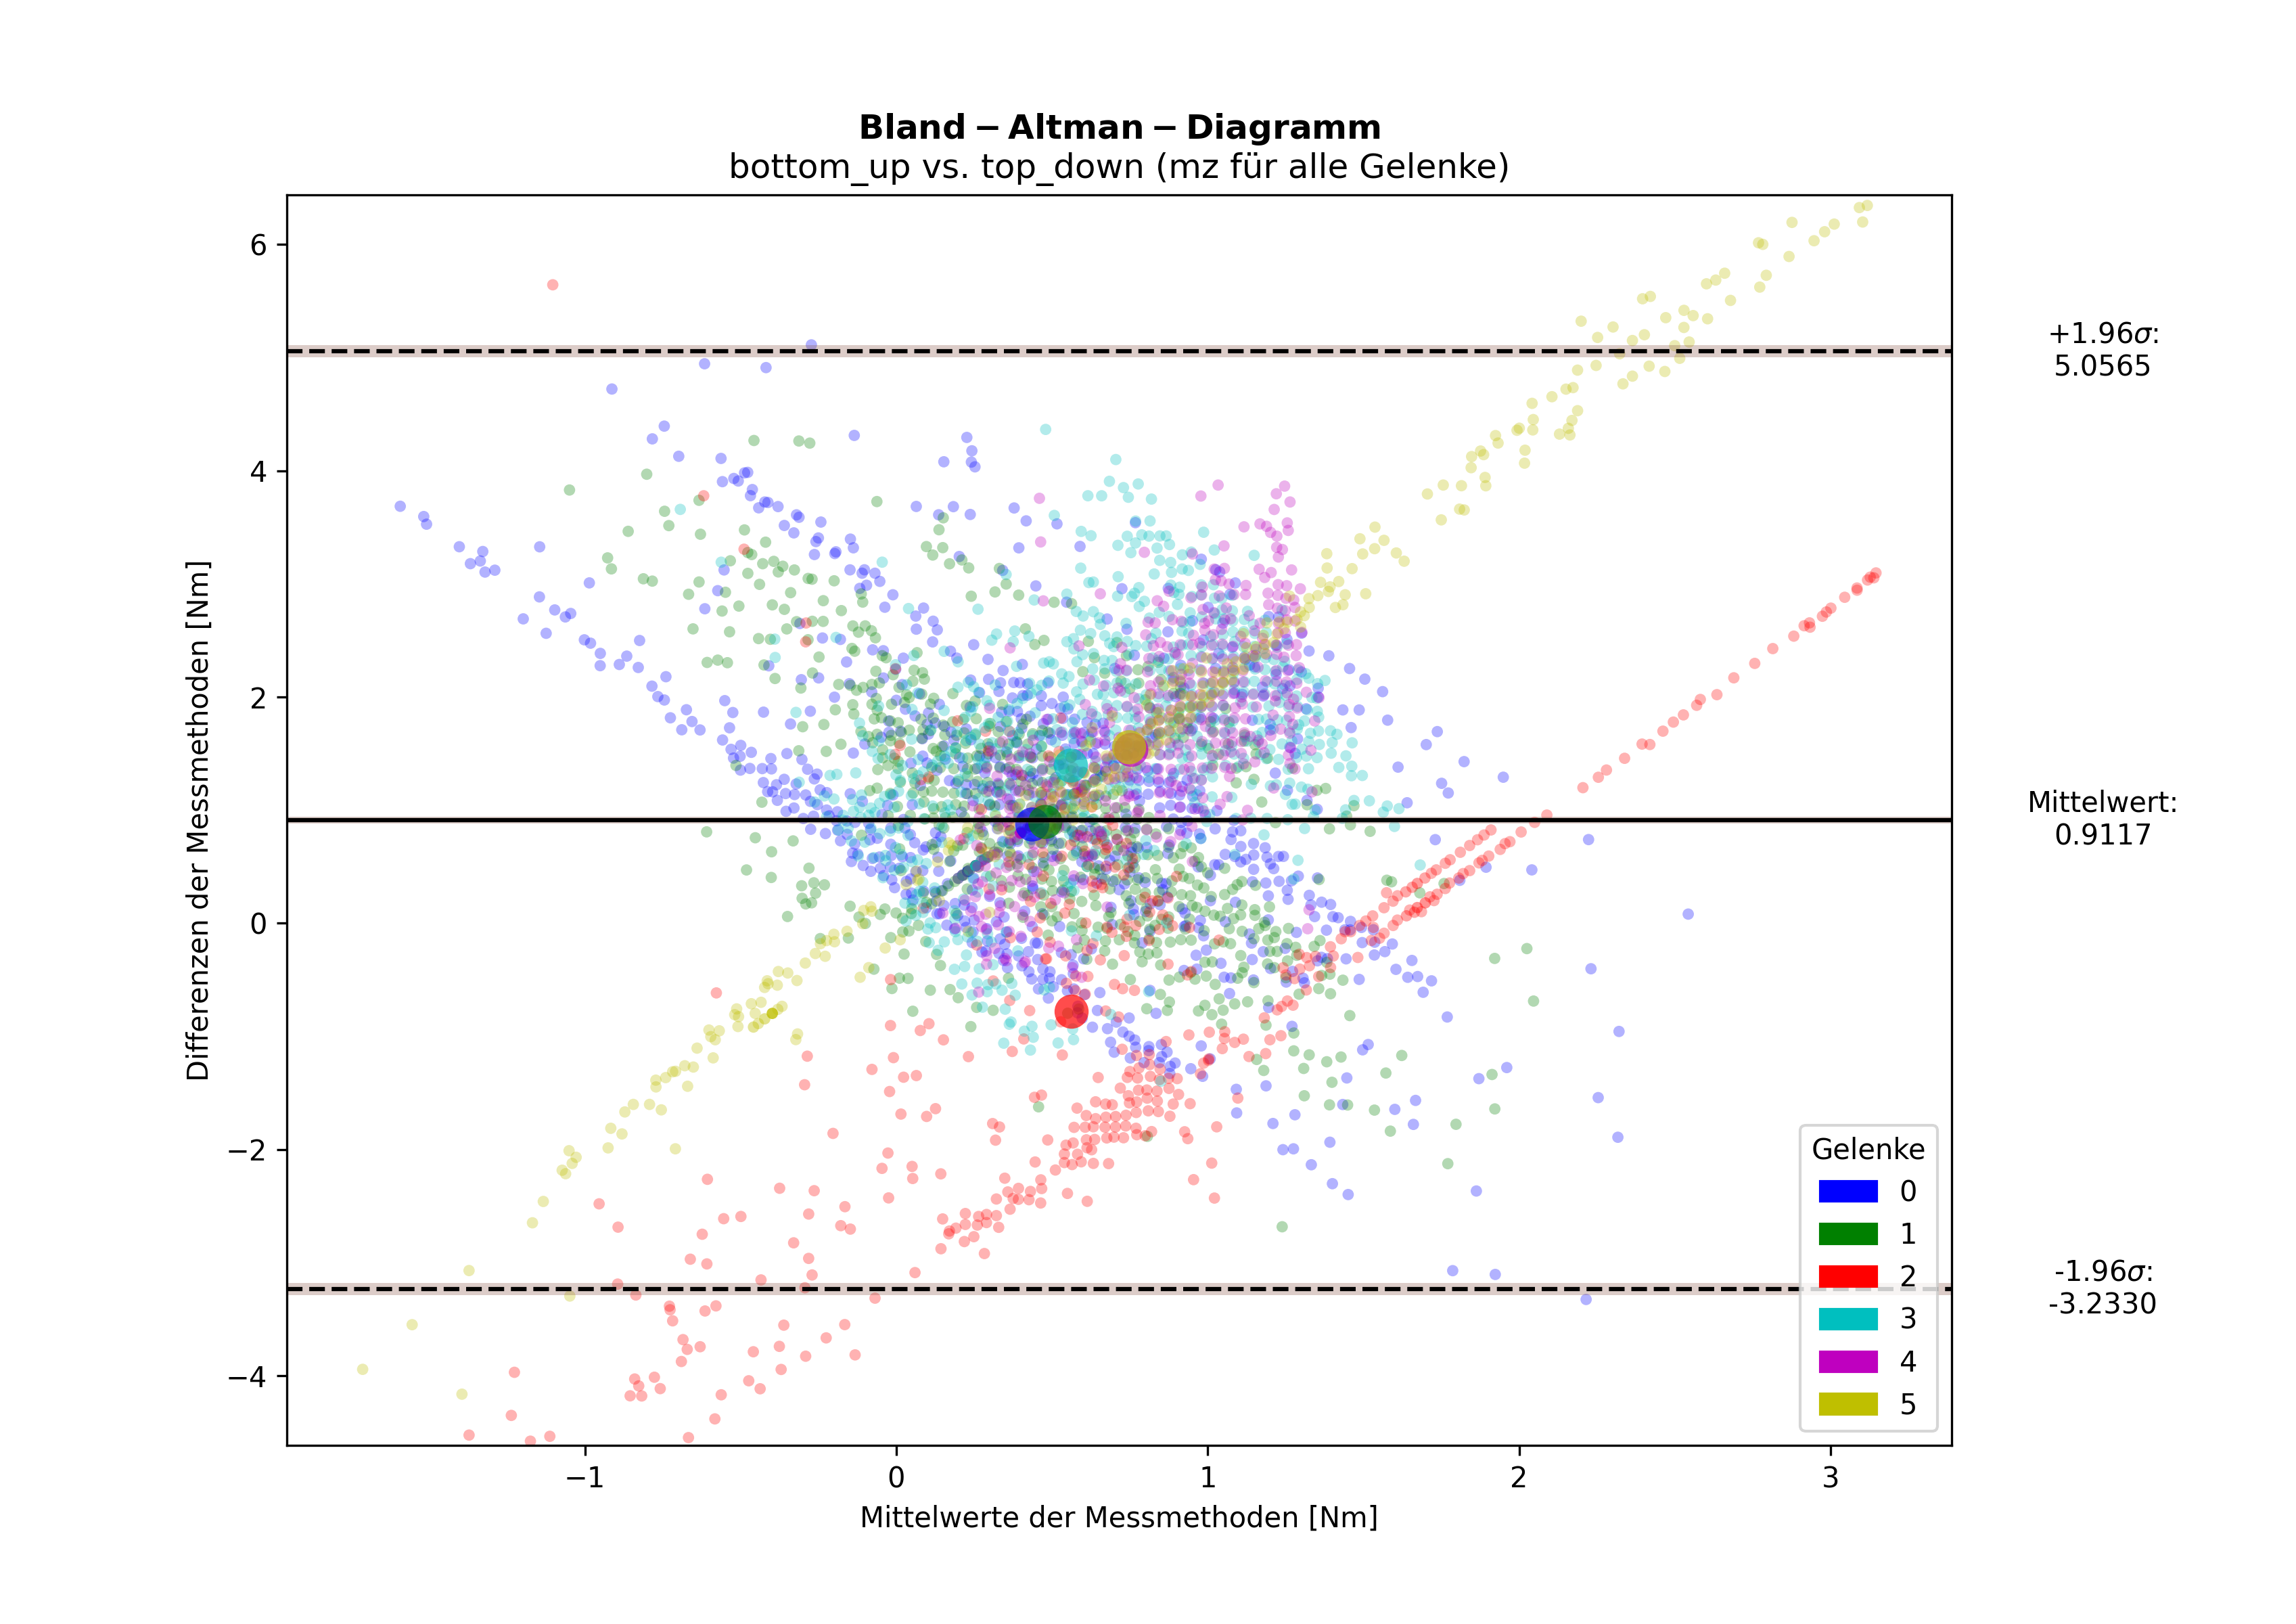 Bland−Altman−Diagramm
bottom_up vs. top_down (mz für alle Gelenke)
Differenzen der Messmethoden [Nm]
6
4
2
0
−2
−4
+1.96σ:
5.0565
Mittelwert:
0.9117
-1.96σ:
-3.2330
Gelenke
0
1
2
3
4
5
−1
0
1
2
3
Mittelwerte der Messmethoden [Nm]